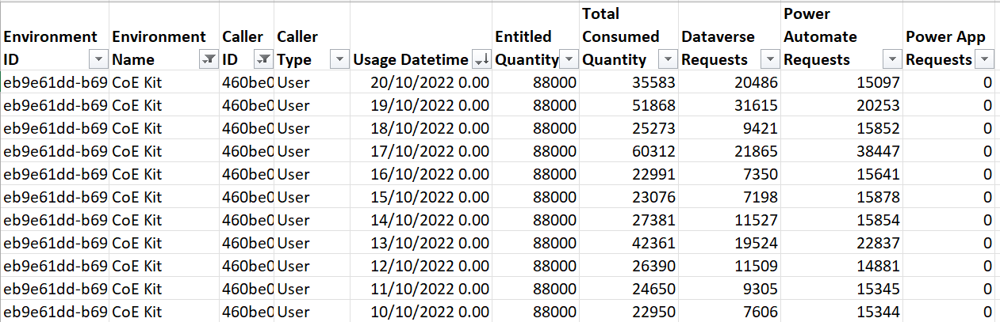 Environment ID Environment Name Caller ID Caller Type Usage Datetime Entitled Quantity Total Consumed Quantity Dataverse Requests Power Automate Requests Power App Requests
eb9e61dd-b69 CoE Kit 460be0 User 20/10/2022 0.00 88000 35583 20486 15097 0
eb9e61dd-b69 CoE Kit 460be0 User 19/10/2022 0.00 88000 51868 31615 20253 0
eb9e61dd-b69 CoE Kit 460be0 User 18/10/2022 0.00 88000 25273 9421 15852 0
eb9e61dd-b69 CoE Kit 460be0 User 17/10/2022 0.00 88000 60312 21865 38447 0
eb9e61dd-b69 CoE Kit 460be0 User 16/10/2022 0.00 88000 22991 7350 15641 0
eb9e61dd-b69 CoE Kit 460be0 User 15/10/2022 0.00 88000 23076 7198 15878 0
eb9e61dd-b69 CoE Kit 460be0 User 14/10/2022 0.00 88000 27381 11527 15854 0
eb9e61dd-b69 CoE Kit 460be0 User 13/10/2022 0.00 88000 42361 19524 22837 0
eb9e61dd-b69 CoE Kit 460be0 User 12/10/2022 0.00 88000 26390 11509 14881 0
eb9e61dd-b69 CoE Kit 460be0 User 11/10/2022 0.00 88000 24650 9305 15345 0
eb9e61dd-b69 CoE Kit 460be0 User 10/10/2022 0.00 88000 22950 7606 15344 0